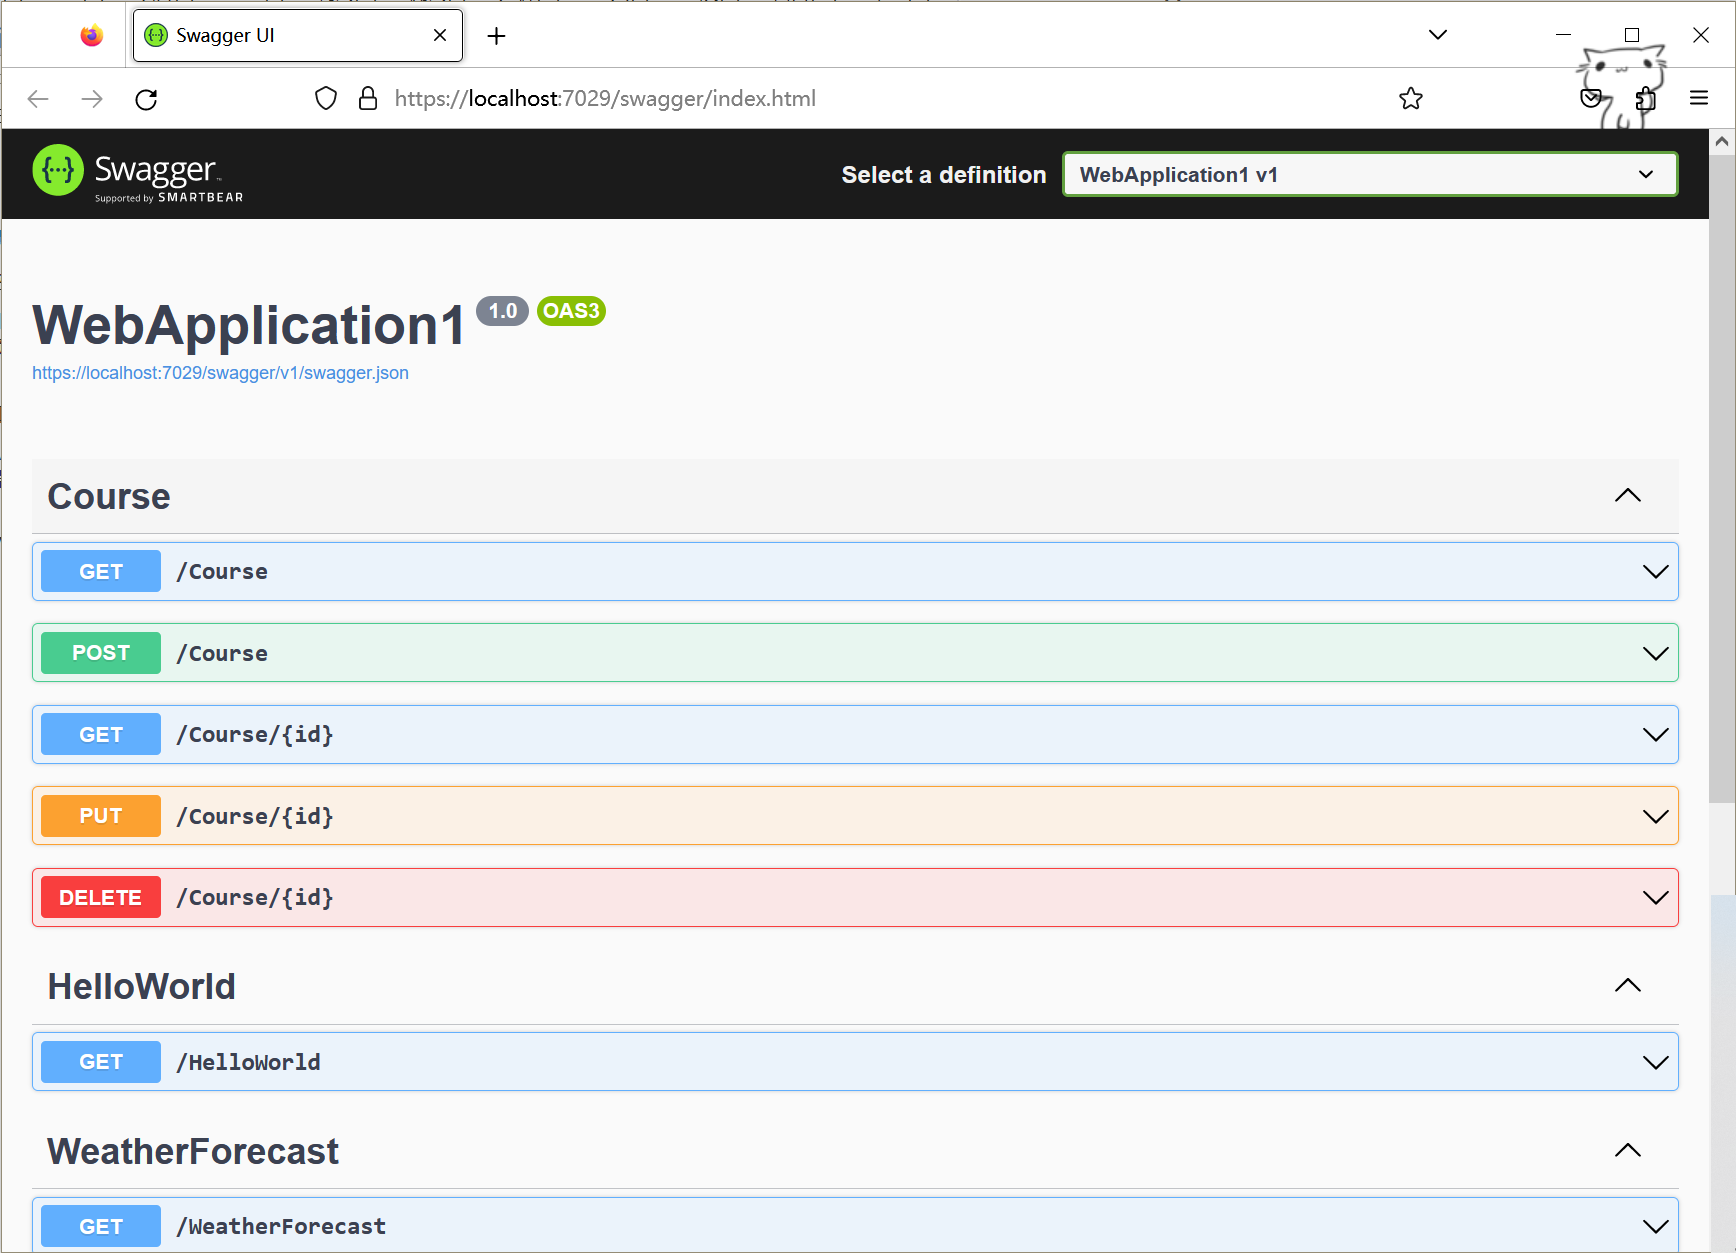 Swagger UI
https://localhost:7029/swagger/index.html
Swagger
Supported by SMARTBEAR
Select a definition
WebApplication1 v1
WebApplication1 1.0 OAS3
https://localhost:7029/swagger/v1/swagger.json
Course
GET /Course
POST /Course
GET /Course/{id}
PUT /Course/{id}
DELETE /Course/{id}
HelloWorld
GET /HelloWorld
WeatherForecast
GET /WeatherForecast